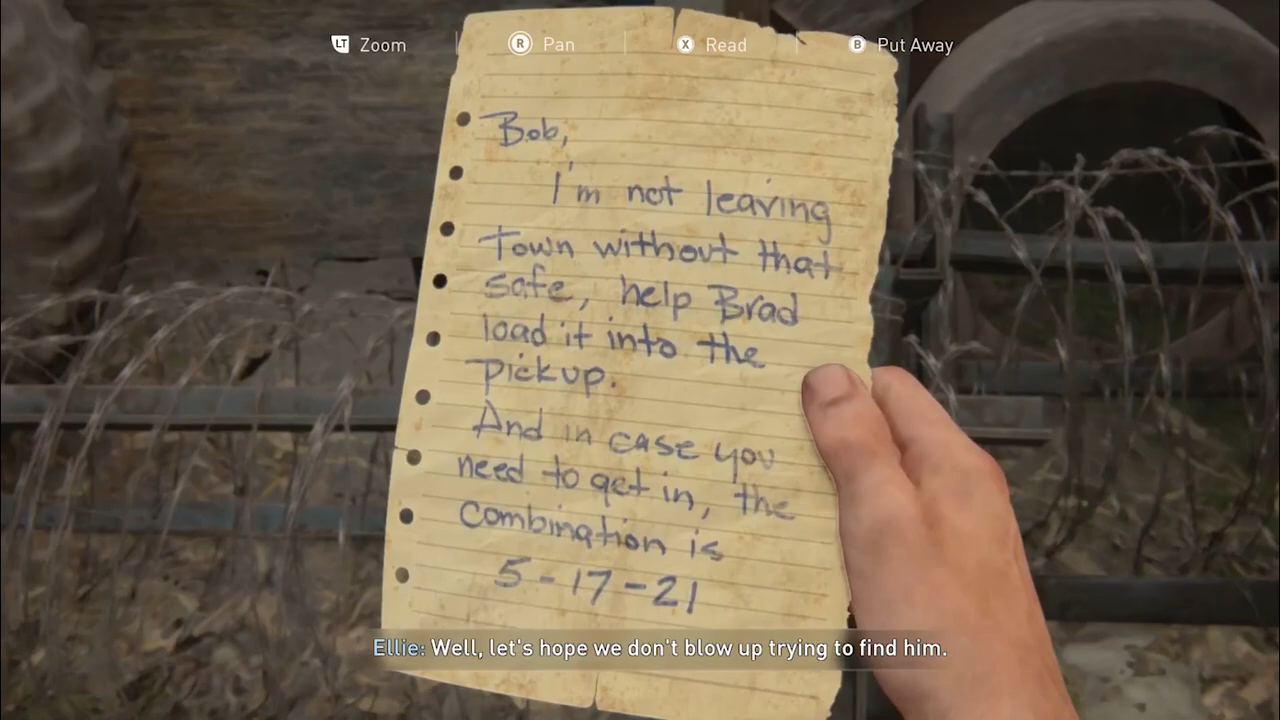 LT Zoom R Pan X Read B Put Away
Bob,
I'm not leaving
Town without that
safe, help Brad
load it into the
pickup.
And in case you
need to get in, the
combination is
5-17-21
Ellie: Well, let's hope we don't blow up trying to find him.